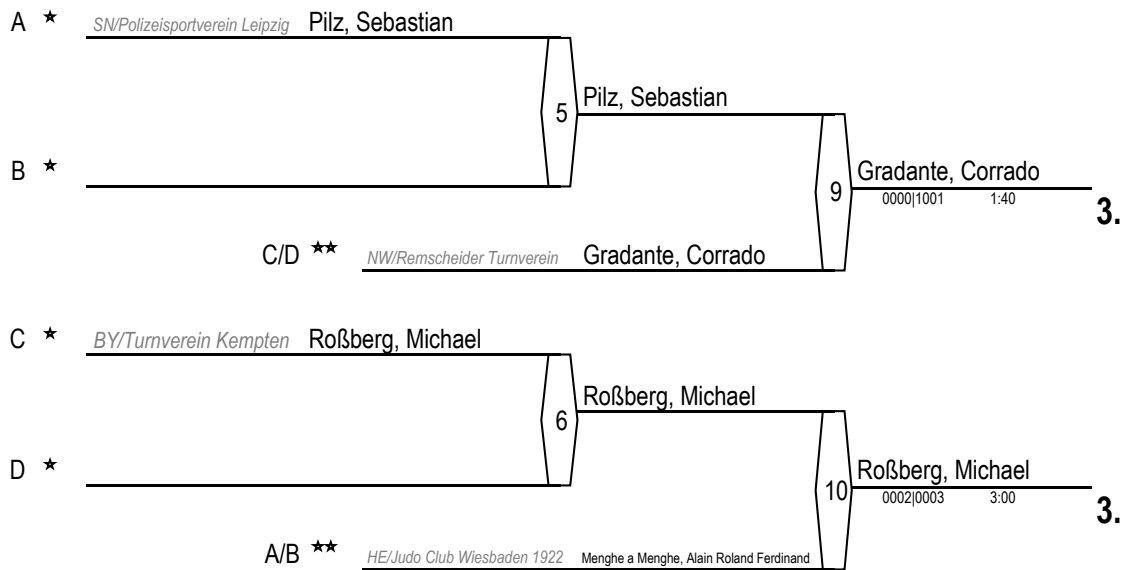 A ★ SN/Polizeisportverein Leipzig Pilz, Sebastian
5 Pilz, Sebastian
B ★
9 Gradante, Corrado
0000|1001 1:40
3.
C/D ★★ NW/Remscheider Turnverein Gradante, Corrado
C ★ BY/Turnverein Kempten Roßberg, Michael
6 Roßberg, Michael
D ★
10 Roßberg, Michael
0002|0003 3:00
3.
A/B ★★ HE/Judo Club Wiesbaden 1922 Menghe a Menghe, Alain Roland Ferdinand